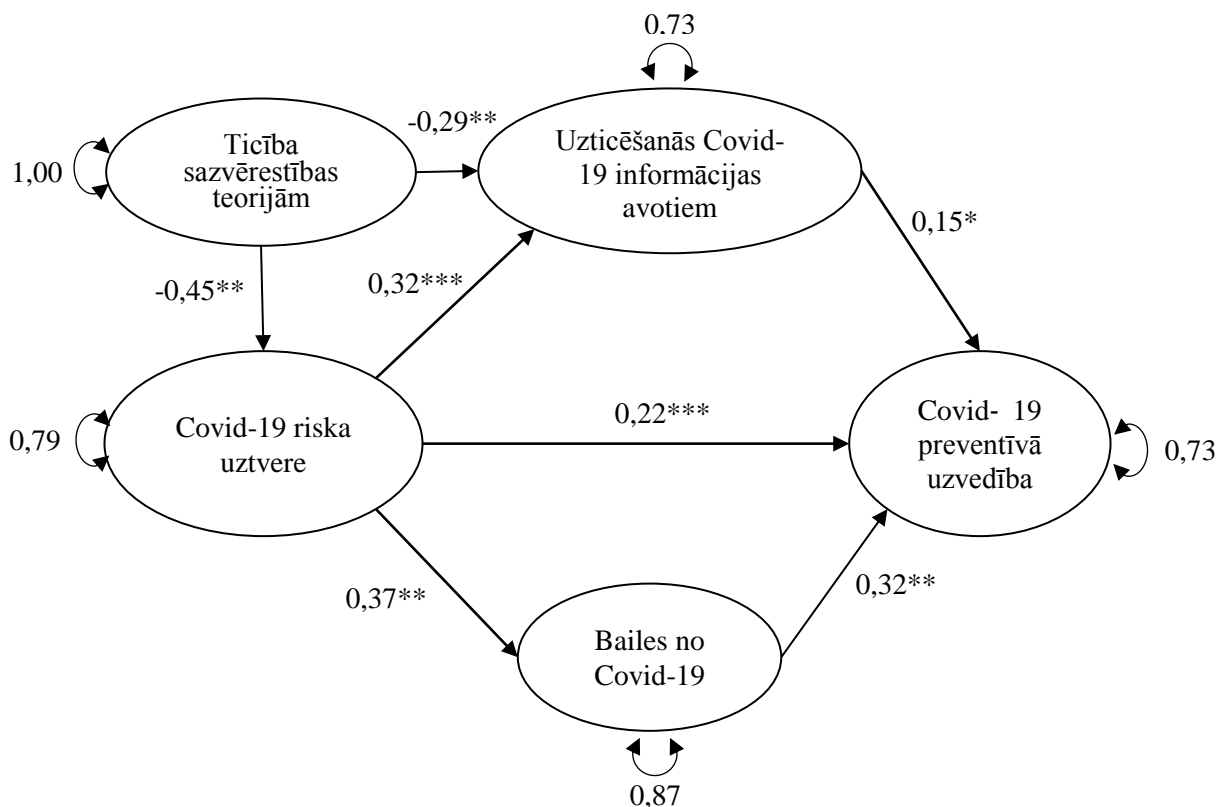 0,73
-0,29**
Ticība
sazvērestības
teorijām
Uzticēšanās Covid-
19 informācijas
avotiem
1,00
0,15*
-0,45**
0,32***
Covid-19 riska
uztvere
0,79
0,22***
Covid- 19
preventīvā
uzvedība
0,73
0,37**
0,32**
Bailes no
Covid-19
0,87